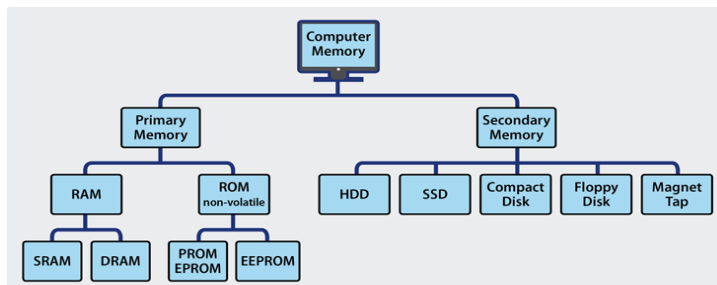 Computer
Memory
Primary
Memory
Secondary
Memory
RAM
ROM
non-volatile
HDD
SSD
Compact
Disk
Floppy
Disk
Magnet
Tap
SRAM
DRAM
PROM
EPROM
EEPROM